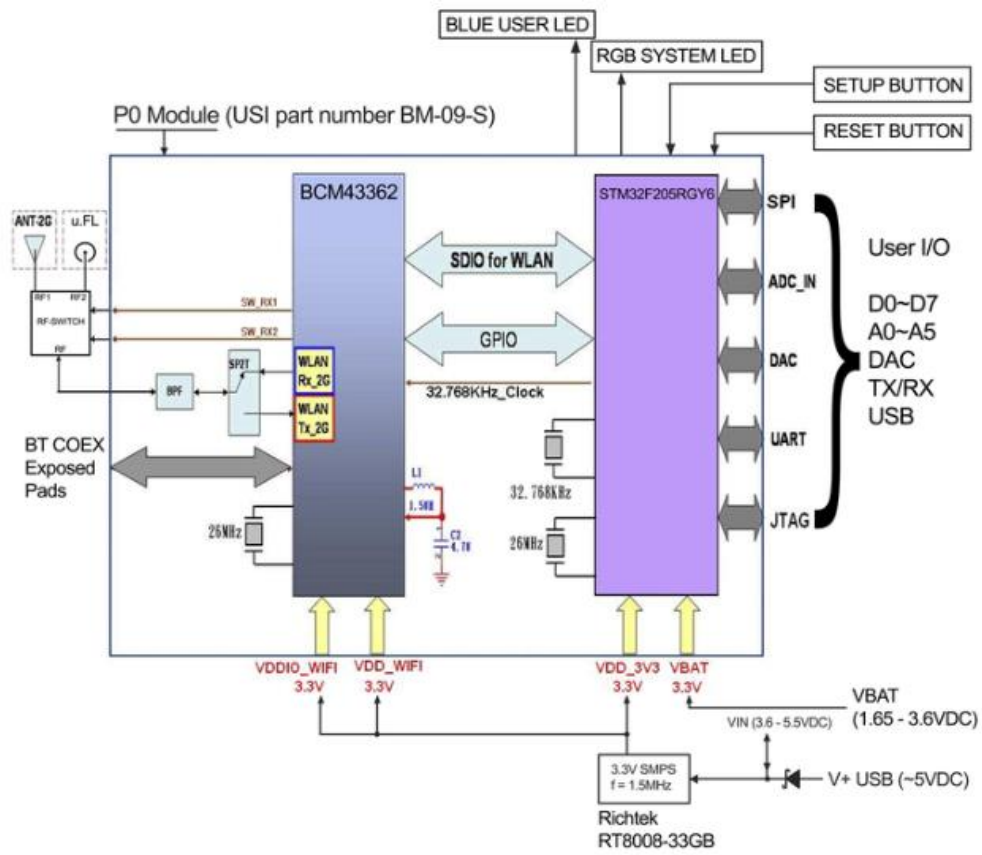 BLUE USER LED
RGB SYSTEM LED
SETUP BUTTON
RESET BUTTON
P0 Module (USI part number BM-09-S)
BCM43362
STM32F205RGY6
SPI
ADC_IN
DAC
UART
JTAG
User I/O
D0~D7
A0~A5
DAC
TX/RX
USB
ANT-2G
u.FL
RF1
RF2
RF-SWITCH
RF
SW_RX1
SW_RX2
SDIO for WLAN
GPIO
32.768KHz_Clock
SP2T
BPF
WLAN
Rx_2G
WLAN
Tx_2G
BT COEX
Exposed
Pads
26MHz
L1
C2
32.768KHz
26MHz
VDDIO_WIFI
3.3V
VDD_WIFI
3.3V
VDD_3V3
3.3V
VBAT
3.3V
VBAT
(1.65 - 3.6VDC)
VIN (3.6 - 5.5VDC)
V+ USB (~5VDC)
3.3V SMPS
f = 1.5MHz
Richtek
RT8008-33GB